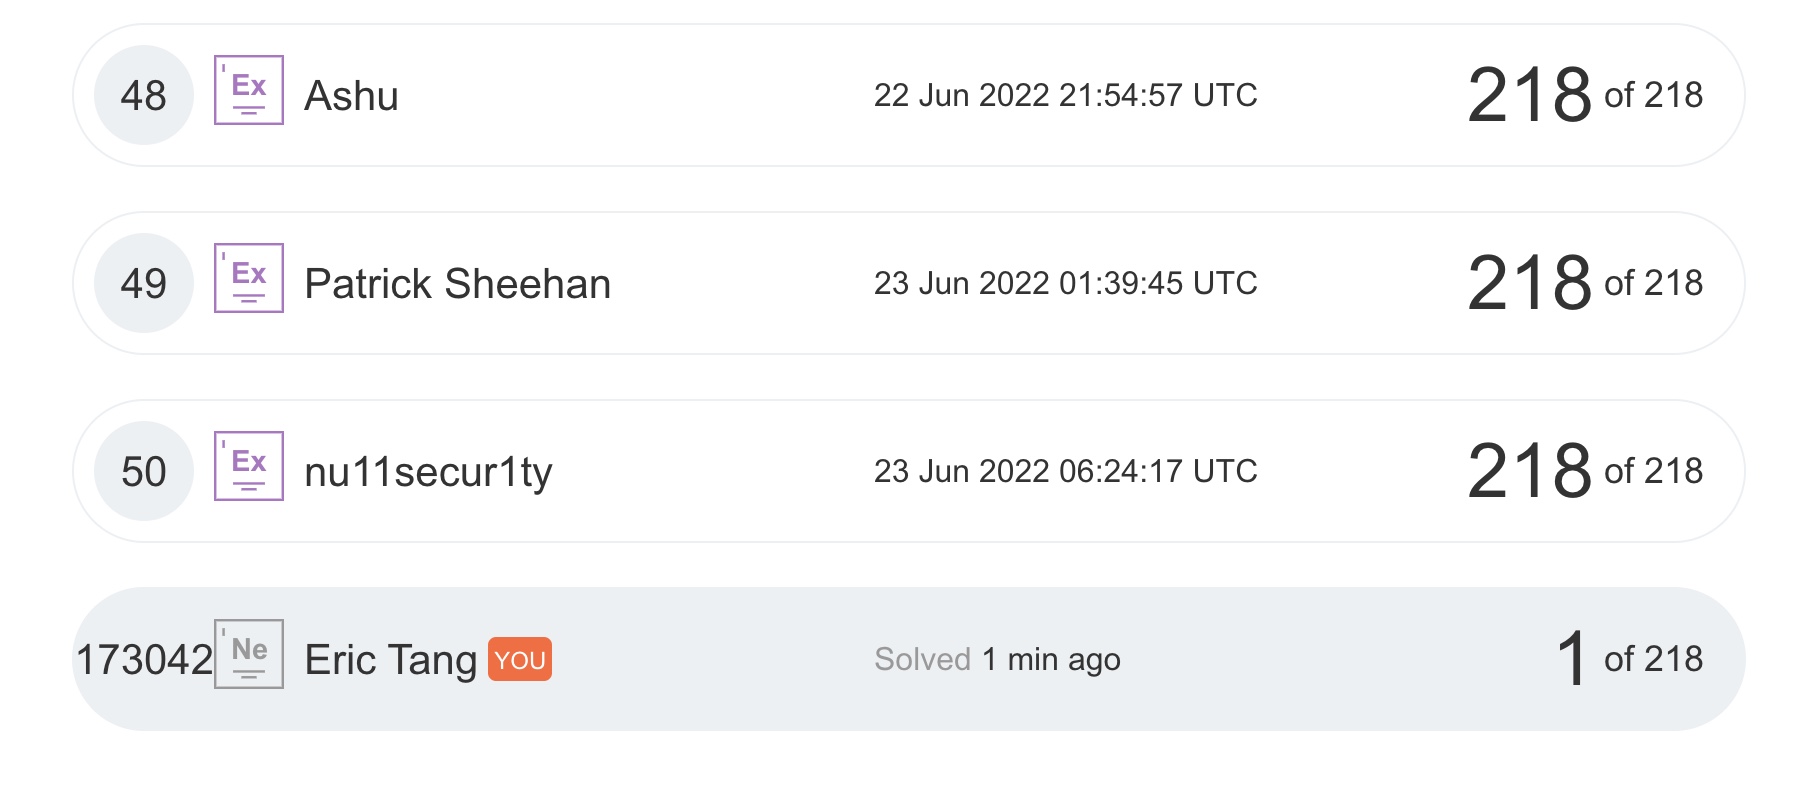 48 Ex Ashu 22 Jun 2022 21:54:57 UTC 218 of 218
49 Ex Patrick Sheehan 23 Jun 2022 01:39:45 UTC 218 of 218
50 Ex nu11secur1ty 23 Jun 2022 06:24:17 UTC 218 of 218
173042 Ne Eric Tang YOU Solved 1 min ago 1 of 218